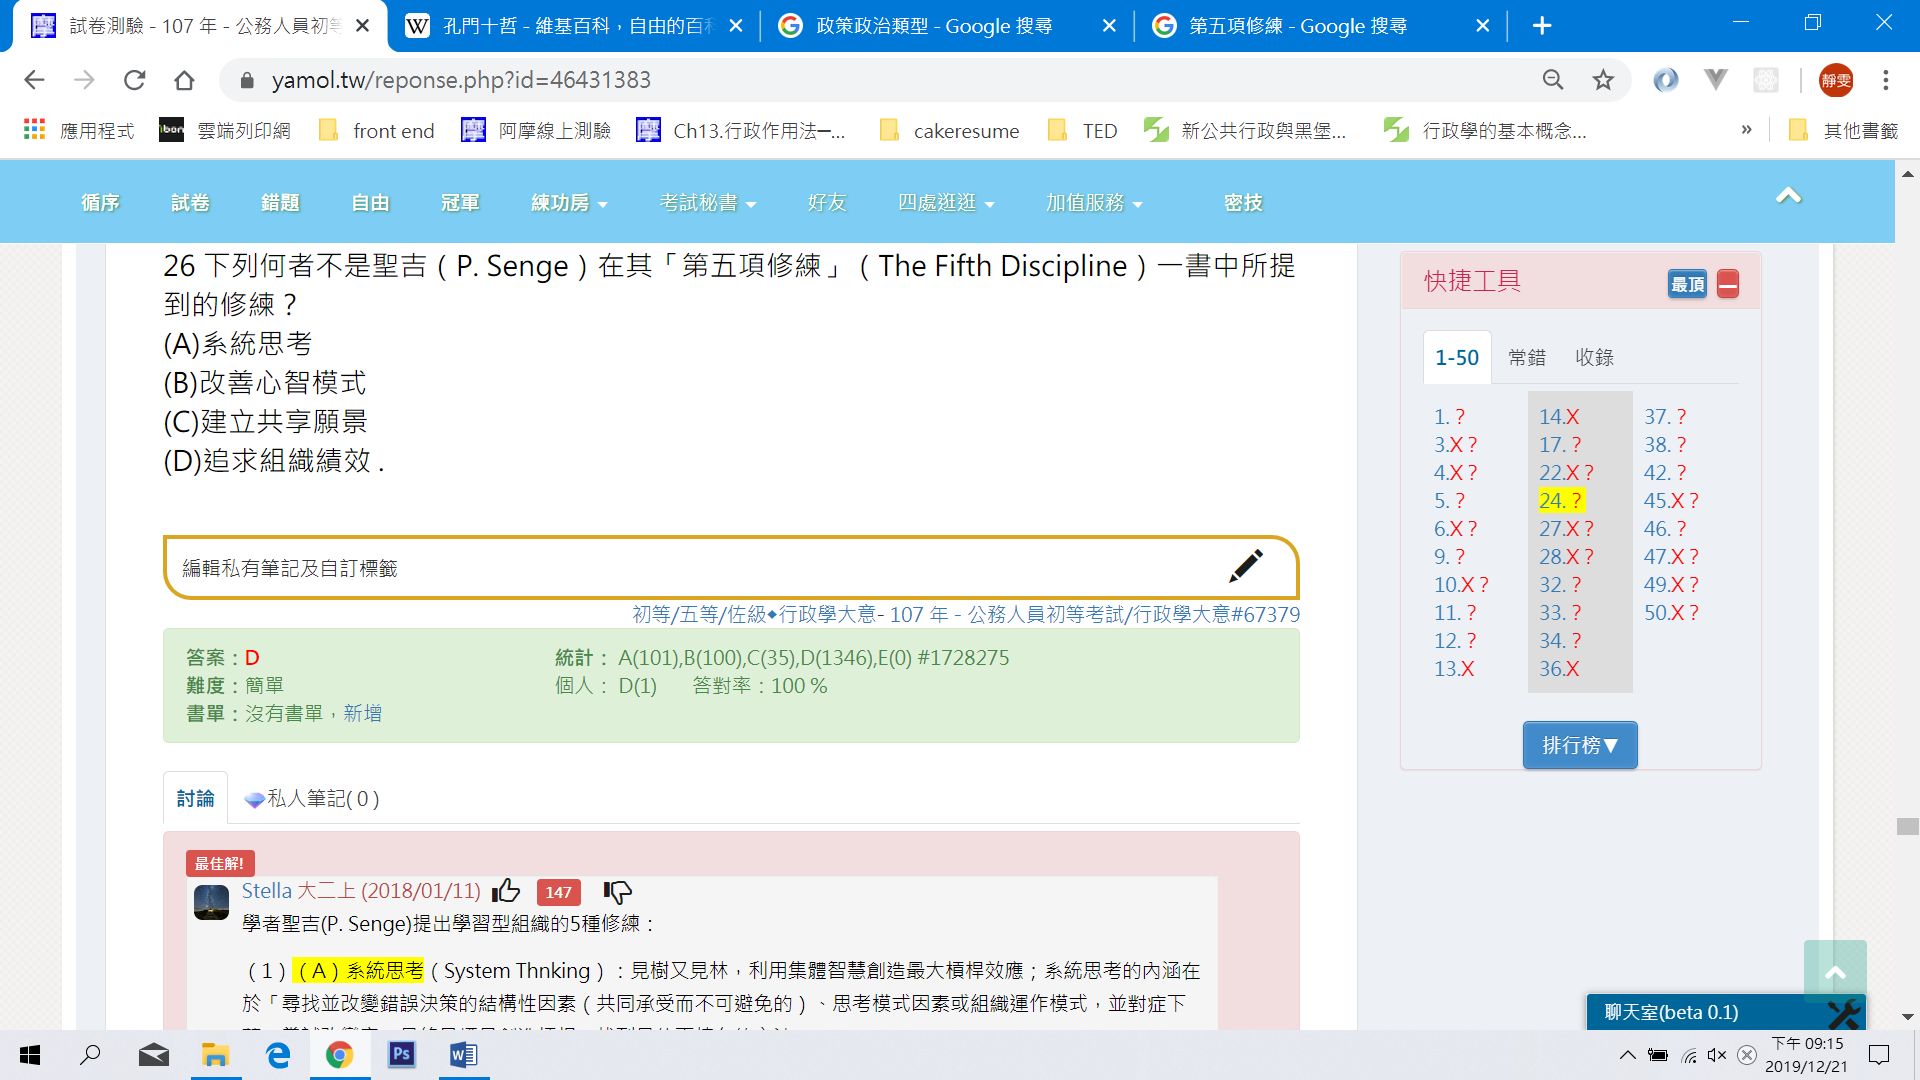 試卷測驗 - 107 年 - 公務人員初等
孔門十哲 - 維基百科，自由的百科
政策政治類型 - Google 搜尋
第五項修練 - Google 搜尋
yamol.tw/reponse.php?id=46431383
靜雯
應用程式
ibon
雲端列印網
front end
阿摩線上測驗
Ch13.行政作用法─...
cakeresume
TED
新公共行政與黑堡...
行政學的基本概念...
»
其他書籤
循序
試卷
錯題
自由
冠軍
練功房
考試秘書
好友
四處逛逛
加值服務
密技
26 下列何者不是聖吉（P. Senge）在其「第五項修練」（The Fifth Discipline）一書中所提
到的修練？
(A)系統思考
(B)改善心智模式
(C)建立共享願景
(D)追求組織績效 .
編輯私有筆記及自訂標籤
初等/五等/佐級◆行政學大意- 107 年 - 公務人員初等考試/行政學大意#67379
答案：D
難度：簡單
書單：沒有書單，新增
統計： A(101),B(100),C(35),D(1346),E(0) #1728275
個人： D(1) 答對率：100 %
討論
私人筆記( 0 )
最佳解!
Stella 大二上 (2018/01/11) 147
學者聖吉(P. Senge)提出學習型組織的5種修練：
（1）（A）系統思考（System Thnking）：見樹又見林，利用集體智慧創造最大槓桿效應；系統思考的內涵在
於「尋找並改變錯誤決策的結構性因素（共同承受而不可避免的）、思考模式因素或組織運作模式，並對症下
快捷工具
最頂
1-50
常錯
收錄
1. ?
3.X ?
4.X ?
5. ?
6.X ?
9. ?
10.X ?
11. ?
12. ?
13.X
14.X
17. ?
22.X ?
24. ?
27.X ?
28.X ?
32. ?
33. ?
34. ?
36.X
37. ?
38. ?
42. ?
45.X ?
46. ?
47.X ?
49.X ?
50.X ?
排行榜▼
聊天室(beta 0.1)
Ps
下午 09:15
2019/12/21